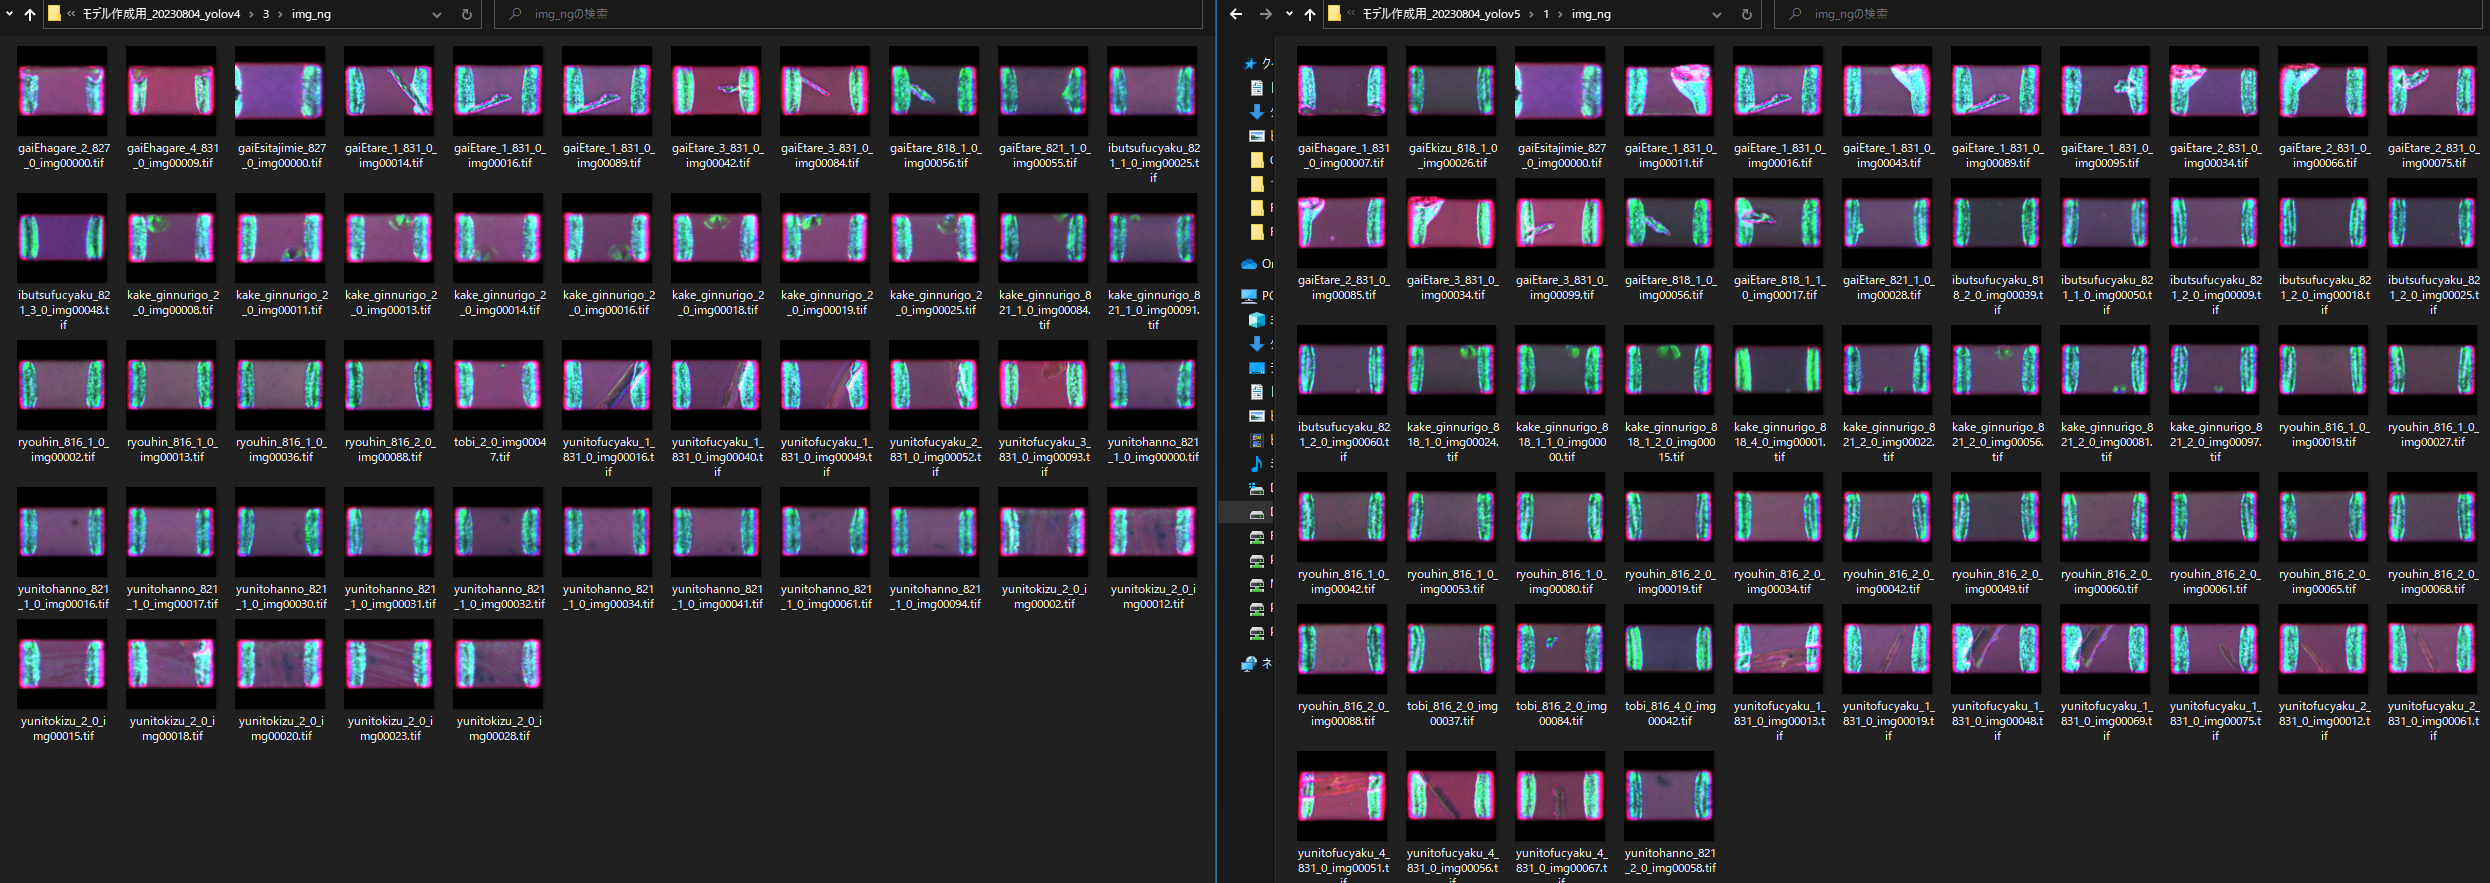 モデル作成用_20230804_yolov4 › 3 › img_ng
img_ngの検索
gaiEhagare_2_827_0_img00000.tif
gaiEhagare_4_831_0_img00009.tif
gaiEsitajimie_827_0_img00000.tif
gaiEtare_1_831_0_img00014.tif
gaiEtare_1_831_0_img00016.tif
gaiEtare_1_831_0_img00089.tif
gaiEtare_3_831_0_img00042.tif
gaiEtare_3_831_0_img00084.tif
gaiEtare_818_1_0_img00056.tif
gaiEtare_821_1_0_img00055.tif
ibutsufucyaku_821_1_0_img00025.tif
ibutsufucyaku_821_3_0_img00048.tif
kake_ginnurigo_2_0_img00008.tif
kake_ginnurigo_2_0_img00011.tif
kake_ginnurigo_2_0_img00013.tif
kake_ginnurigo_2_0_img00014.tif
kake_ginnurigo_2_0_img00016.tif
kake_ginnurigo_2_0_img00018.tif
kake_ginnurigo_2_0_img00019.tif
kake_ginnurigo_2_0_img00025.tif
kake_ginnurigo_821_1_0_img00084.tif
kake_ginnurigo_821_1_0_img00091.tif
ryouhin_816_1_0_img00002.tif
ryouhin_816_1_0_img00013.tif
ryouhin_816_1_0_img00036.tif
ryouhin_816_2_0_img00088.tif
tobi_2_0_img00047.tif
yunitofucyaku_1_831_0_img00016.tif
yunitofucyaku_1_831_0_img00040.tif
yunitofucyaku_1_831_0_img00049.tif
yunitofucyaku_2_831_0_img00052.tif
yunitofucyaku_3_831_0_img00093.tif
yunitohanno_821_1_0_img00000.tif
yunitohanno_821_1_0_img00016.tif
yunitohanno_821_1_0_img00017.tif
yunitohanno_821_1_0_img00030.tif
yunitohanno_821_1_0_img00031.tif
yunitohanno_821_1_0_img00032.tif
yunitohanno_821_1_0_img00034.tif
yunitohanno_821_1_0_img00041.tif
yunitohanno_821_1_0_img00061.tif
yunitohanno_821_1_0_img00094.tif
yunitokizu_2_0_img00002.tif
yunitokizu_2_0_img00012.tif
yunitokizu_2_0_img00015.tif
yunitokizu_2_0_img00018.tif
yunitokizu_2_0_img00020.tif
yunitokizu_2_0_img00023.tif
yunitokizu_2_0_img00028.tif
モデル作成用_20230804_yolov5 › 1 › img_ng
img_ngの検索
gaiEhagare_1_831_0_img00007.tif
gaiEkizu_818_1_0_img00026.tif
gaiEsitajimie_827_0_img00000.tif
gaiEtare_1_831_0_img00011.tif
gaiEtare_1_831_0_img00016.tif
gaiEtare_1_831_0_img00043.tif
gaiEtare_1_831_0_img00089.tif
gaiEtare_1_831_0_img00095.tif
gaiEtare_2_831_0_img00034.tif
gaiEtare_2_831_0_img00066.tif
gaiEtare_2_831_0_img00075.tif
gaiEtare_2_831_0_img00085.tif
gaiEtare_3_831_0_img00034.tif
gaiEtare_3_831_0_img00099.tif
gaiEtare_818_1_0_img00056.tif
gaiEtare_818_1_1_0_img00017.tif
gaiEtare_821_1_0_img00028.tif
ibutsufucyaku_818_2_0_img00039.tif
ibutsufucyaku_821_1_0_img00050.tif
ibutsufucyaku_821_2_0_img00009.tif
ibutsufucyaku_821_2_0_img00018.tif
ibutsufucyaku_821_2_0_img00025.tif
ibutsufucyaku_821_2_0_img00060.tif
kake_ginnurigo_818_1_0_img00024.tif
kake_ginnurigo_818_1_1_0_img00000.tif
kake_ginnurigo_818_1_2_0_img00015.tif
kake_ginnurigo_818_4_0_img00001.tif
kake_ginnurigo_821_2_0_img00022.tif
kake_ginnurigo_821_2_0_img00056.tif
kake_ginnurigo_821_2_0_img00081.tif
kake_ginnurigo_821_2_0_img00097.tif
ryouhin_816_1_0_img00019.tif
ryouhin_816_1_0_img00027.tif
ryouhin_816_1_0_img00042.tif
ryouhin_816_1_0_img00053.tif
ryouhin_816_1_0_img00080.tif
ryouhin_816_2_0_img00019.tif
ryouhin_816_2_0_img00034.tif
ryouhin_816_2_0_img00042.tif
ryouhin_816_2_0_img00049.tif
ryouhin_816_2_0_img00060.tif
ryouhin_816_2_0_img00061.tif
ryouhin_816_2_0_img00065.tif
ryouhin_816_2_0_img00068.tif
ryouhin_816_2_0_img00088.tif
tobi_816_2_0_img00037.tif
tobi_816_2_0_img00084.tif
tobi_816_4_0_img00042.tif
yunitofucyaku_1_831_0_img00013.tif
yunitofucyaku_1_831_0_img00019.tif
yunitofucyaku_1_831_0_img00048.tif
yunitofucyaku_1_831_0_img00069.tif
yunitofucyaku_1_831_0_img00075.tif
yunitofucyaku_2_831_0_img00012.tif
yunitofucyaku_2_831_0_img00061.tif
yunitofucyaku_4_831_0_img00051.tif
yunitofucyaku_4_831_0_img00056.tif
yunitofucyaku_4_831_0_img00067.tif
yunitohanno_821_2_0_img00058.tif